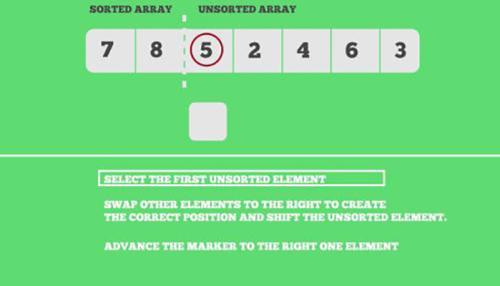 SORTED ARRAY UNSORTED ARRAY
7 8 5 2 4 6 3
SELECT THE FIRST UNSORTED ELEMENT
SWAP OTHER ELEMENTS TO THE RIGHT TO CREATE
THE CORRECT POSITION AND SHIFT THE UNSORTED ELEMENT.
ADVANCE THE MARKER TO THE RIGHT ONE ELEMENT